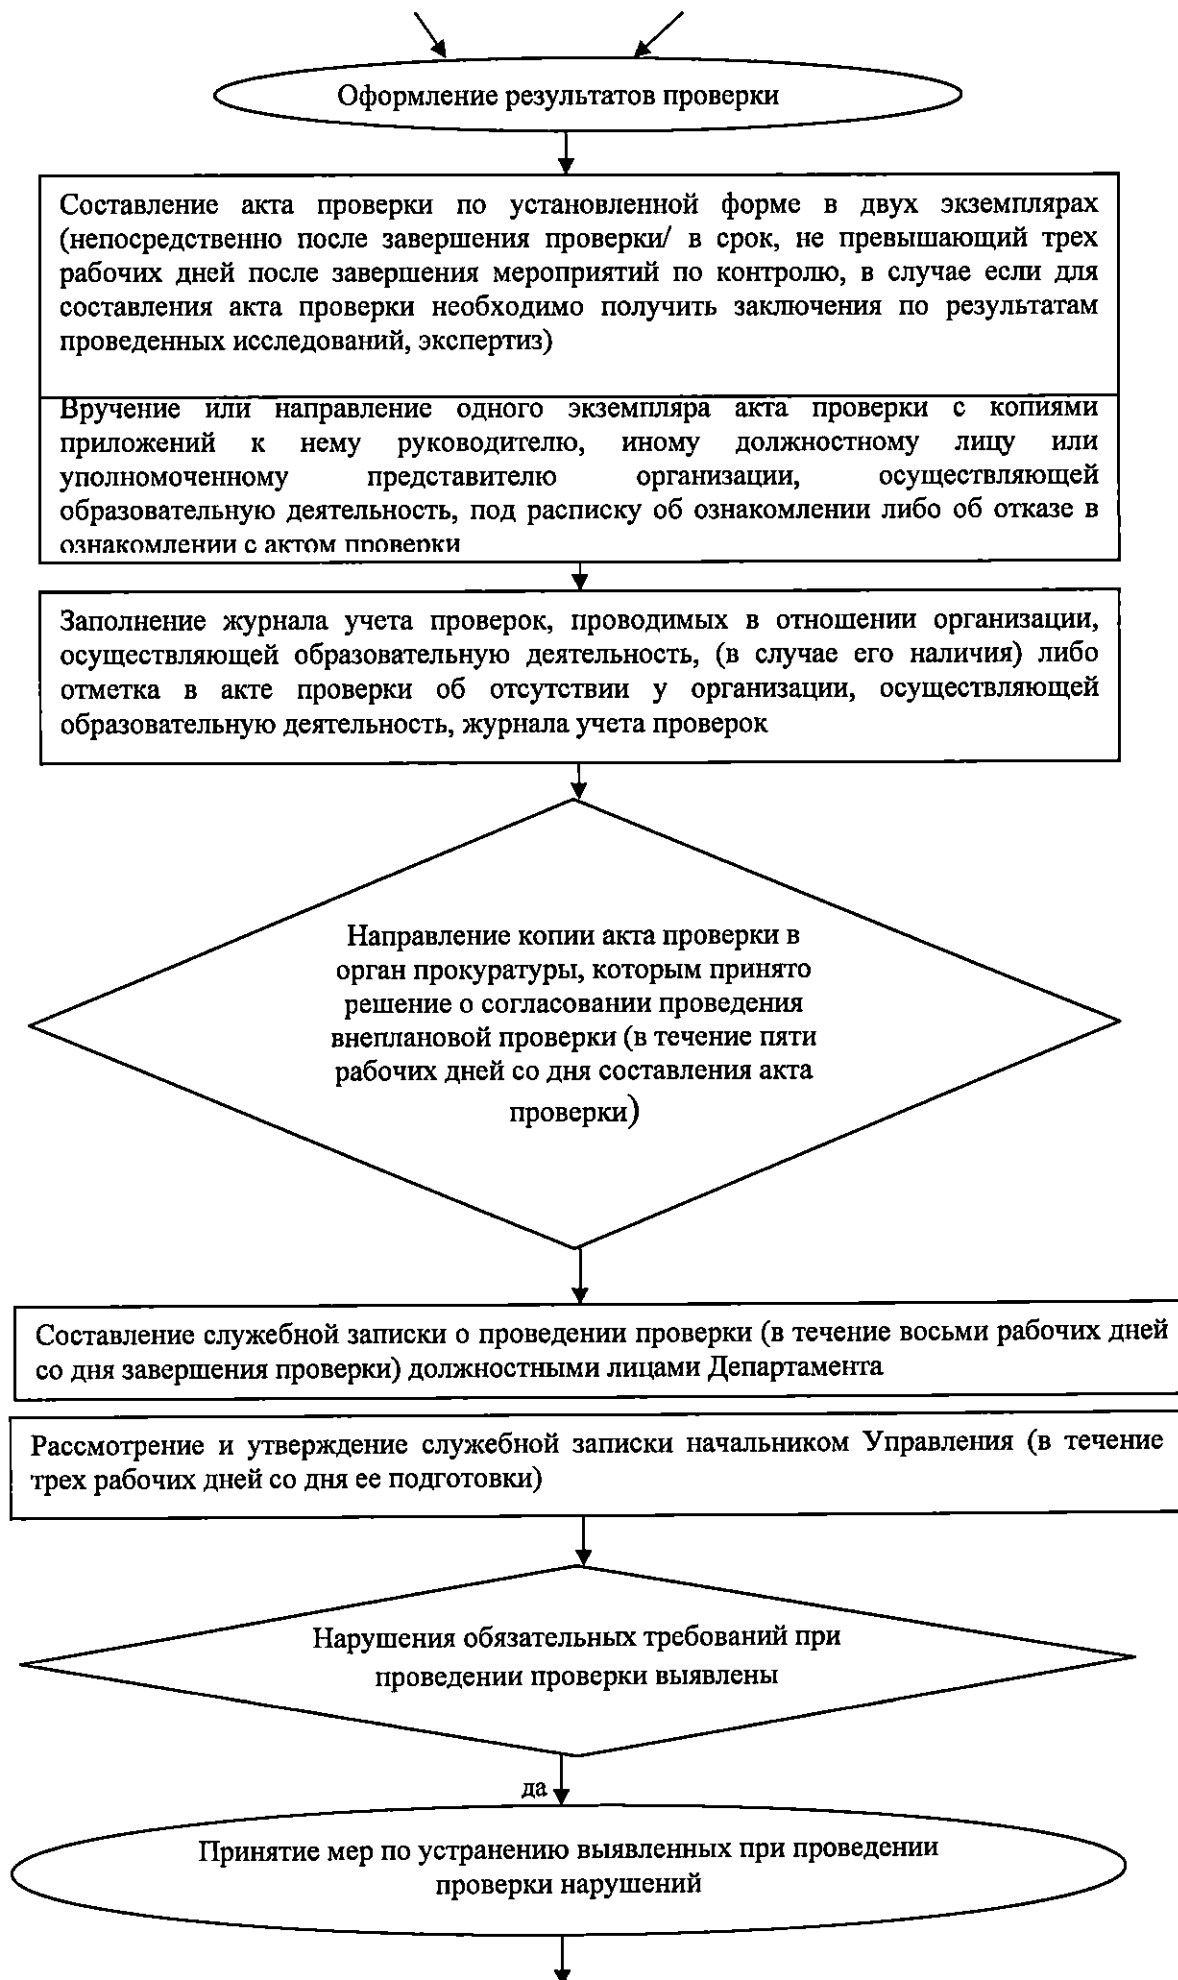 Оформление результатов проверки
Составление акта проверки по установленной форме в двух экземплярах
(непосредственно после завершения проверки/ в срок, не превышающий трех
рабочих дней после завершения мероприятий по контролю, в случае если для
составления акта проверки необходимо получить заключения по результатам
проведенных исследований, экспертиз)
Вручение или направление одного экземпляра акта проверки с копиями
приложений к нему руководителю, иному должностному лицу или
уполномоченному представителю организации, осуществляющей
образовательную деятельность, под расписку об ознакомлении либо об отказе в
ознакомлении с актом проверки
Заполнение журнала учета проверок, проводимых в отношении организации,
осуществляющей образовательную деятельность, (в случае его наличия) либо
отметка в акте проверки об отсутствии у организации, осуществляющей
образовательную деятельность, журнала учета проверок
Направление копии акта проверки в
орган прокуратуры, которым принято
решение о согласовании проведения
внеплановой проверки (в течение пяти
рабочих дней со дня составления акта
проверки)
Составление служебной записки о проведении проверки (в течение восьми рабочих дней
со дня завершения проверки) должностными лицами Департамента
Рассмотрение и утверждение служебной записки начальником Управления (в течение
трех рабочих дней со дня ее подготовки)
Нарушения обязательных требований при
проведении проверки выявлены
да
Принятие мер по устранению выявленных при проведении
проверки нарушений